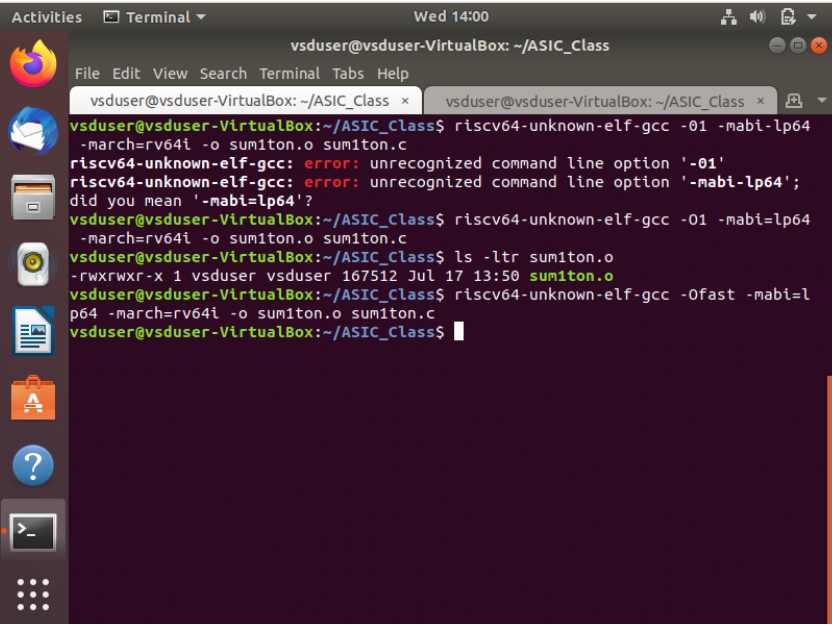 Activities Terminal Wed 14:00
vsduser@vsduser-VirtualBox: ~/ASIC_Class
File Edit View Search Terminal Tabs Help
vsduser@vsduser-VirtualBox: ~/ASIC_Class × vsduser@vsduser-VirtualBox: ~/ASIC_Class ×
vsduser@vsduser-VirtualBox:~/ASIC_Class$ riscv64-unknown-elf-gcc -01 -mabi-lp64
-march=rv64i -o sum1ton.o sum1ton.c
riscv64-unknown-elf-gcc: error: unrecognized command line option '-01'
riscv64-unknown-elf-gcc: error: unrecognized command line option '-mabi-lp64';
did you mean '-mabi=lp64'?
vsduser@vsduser-VirtualBox:~/ASIC_Class$ riscv64-unknown-elf-gcc -O1 -mabi=lp64
-march=rv64i -o sum1ton.o sum1ton.c
vsduser@vsduser-VirtualBox:~/ASIC_Class$ ls -ltr sum1ton.o
-rwxrwxr-x 1 vsduser vsduser 167512 Jul 17 13:50 sum1ton.o
vsduser@vsduser-VirtualBox:~/ASIC_Class$ riscv64-unknown-elf-gcc -Ofast -mabi=l
p64 -march=rv64i -o sum1ton.o sum1ton.c
vsduser@vsduser-VirtualBox:~/ASIC_Class$